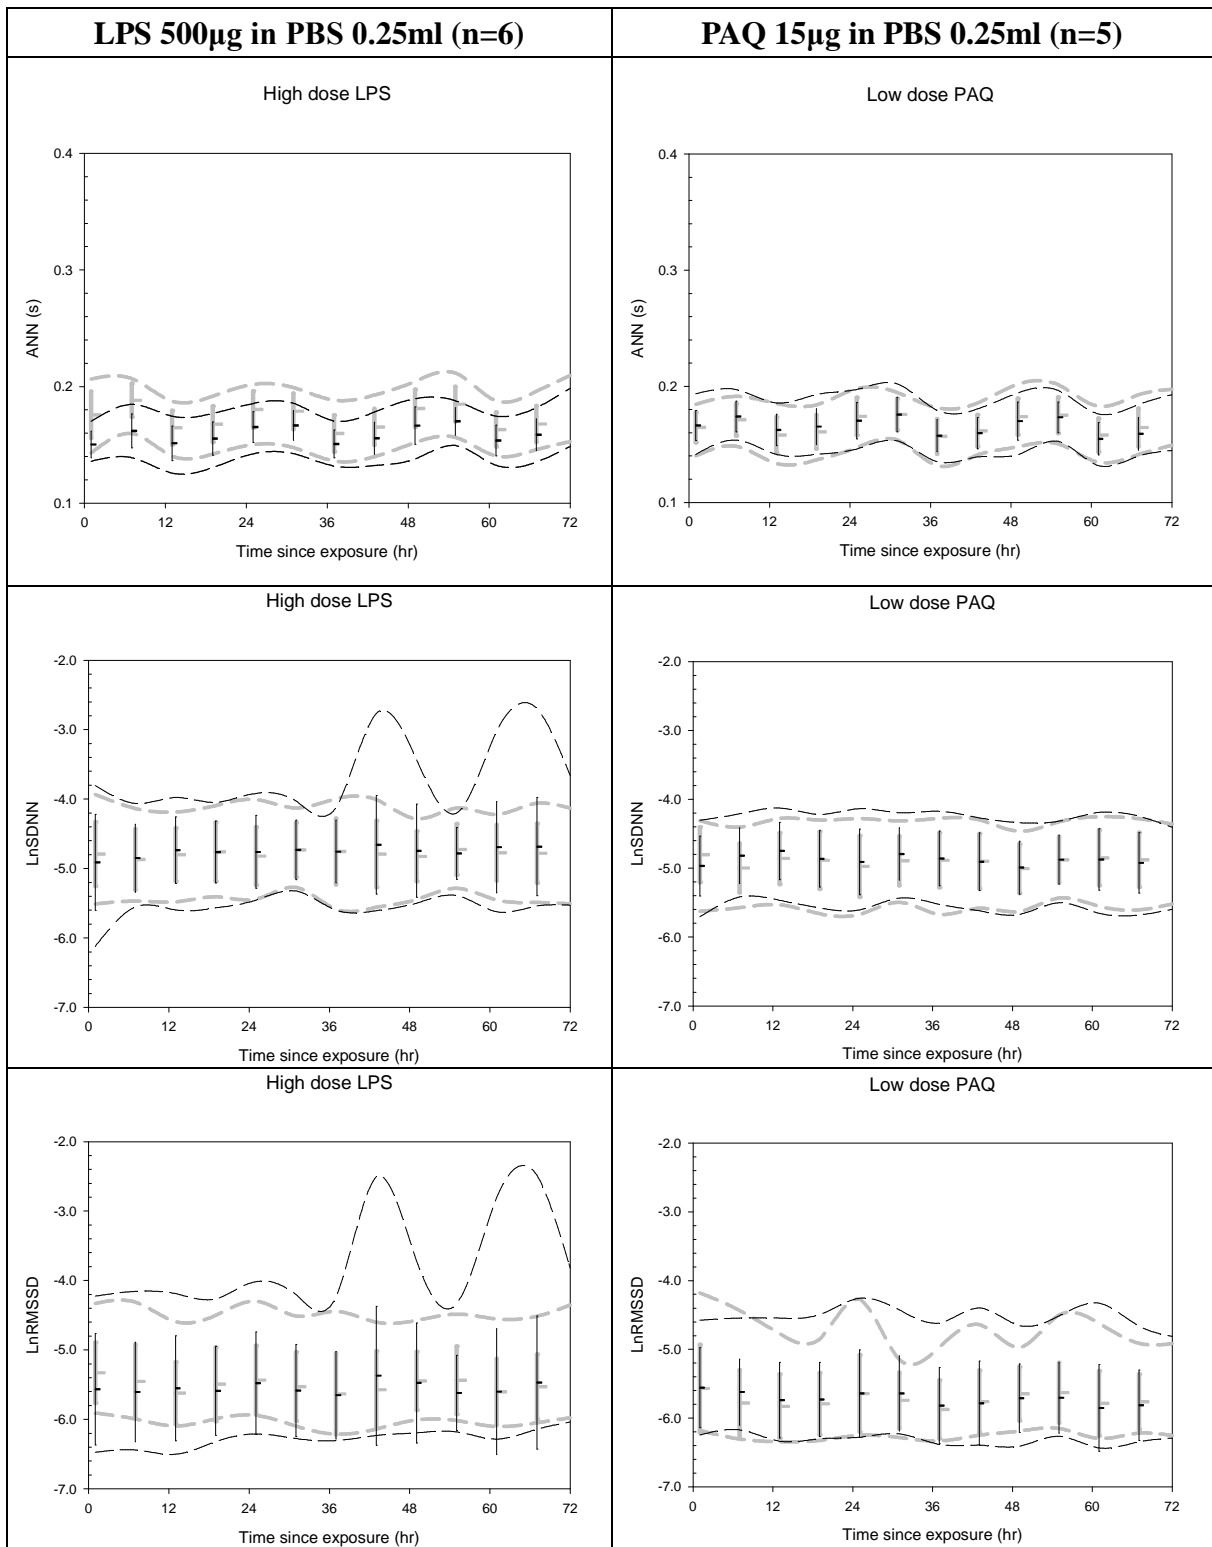 LPS 500µg in PBS 0.25ml (n=6)
PAQ 15µg in PBS 0.25ml (n=5)
High dose LPS
0.4
0.3
0.2
0.1
ANN (s)
0 12 24 36 48 60 72
Time since exposure (hr)
Low dose PAQ
0.4
0.3
0.2
0.1
ANN (s)
0 12 24 36 48 60 72
Time since exposure (hr)
High dose LPS
-2.0
-3.0
-4.0
-5.0
-6.0
-7.0
LnSDNN
0 12 24 36 48 60 72
Time since exposure (hr)
Low dose PAQ
-2.0
-3.0
-4.0
-5.0
-6.0
-7.0
LnSDNN
0 12 24 36 48 60 72
Time since exposure (hr)
High dose LPS
-2.0
-3.0
-4.0
-5.0
-6.0
-7.0
LnRMSSD
0 12 24 36 48 60 72
Time since exposure (hr)
Low dose PAQ
-2.0
-3.0
-4.0
-5.0
-6.0
-7.0
LnRMSSD
0 12 24 36 48 60 72
Time since exposure (hr)